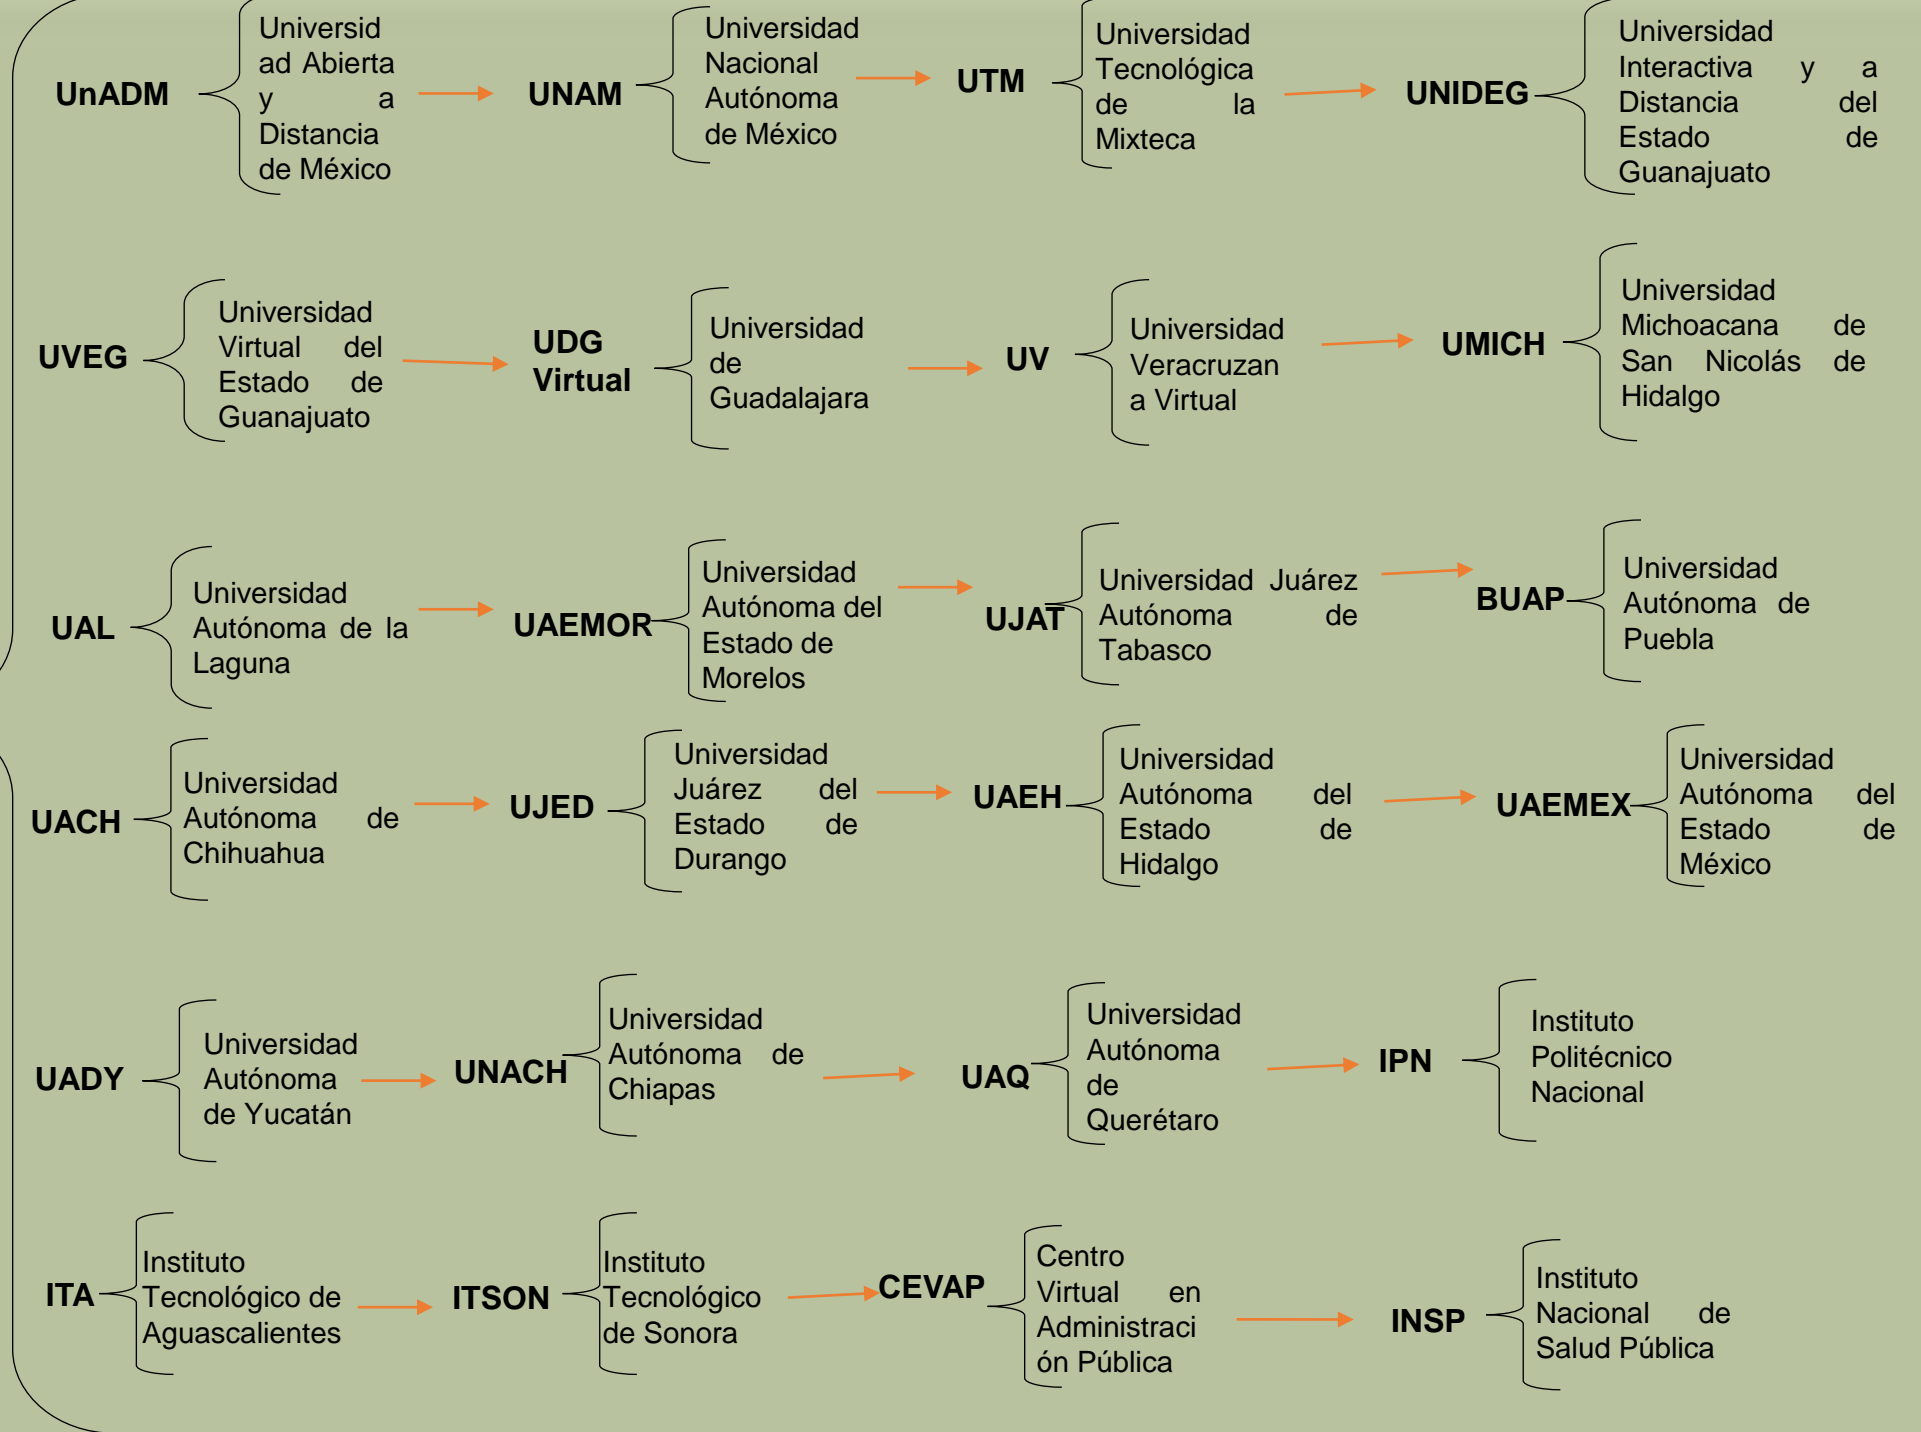 UnADM
Universid
ad Abierta
y a
Distancia
de México
UNAM
Universidad
Nacional
Autónoma
de México
UTM
Universidad
Tecnológica
de la
Mixteca
UNIDEG
Universidad
Interactiva y a
Distancia del
Estado de
Guanajuato
UVEG
Universidad
Virtual del
Estado de
Guanajuato
UDG
Virtual
Universidad
de
Guadalajara
UV
Universidad
Veracruzan
a Virtual
UMICH
Universidad
Michoacana de
San Nicolás de
Hidalgo
UAL
Universidad
Autónoma de la
Laguna
UAEMOR
Universidad
Autónoma del
Estado de
Morelos
UJAT
Universidad Juárez
Autónoma de
Tabasco
BUAP
Universidad
Autónoma de
Puebla
UACH
Universidad
Autónoma de
Chihuahua
UJED
Universidad
Juárez del
Estado de
Durango
UAEH
Universidad
Autónoma del
Estado de
Hidalgo
UAEMEX
Universidad
Autónoma del
Estado de
México
UADY
Universidad
Autónoma
de Yucatán
UNACH
Universidad
Autónoma de
Chiapas
UAQ
Universidad
Autónoma
de
Querétaro
IPN
Instituto
Politécnico
Nacional
ITA
Instituto
Tecnológico de
Aguascalientes
ITSON
Instituto
Tecnológico
de Sonora
CEVAP
Centro
Virtual en
Administraci
ón Pública
INSP
Instituto
Nacional de
Salud Pública